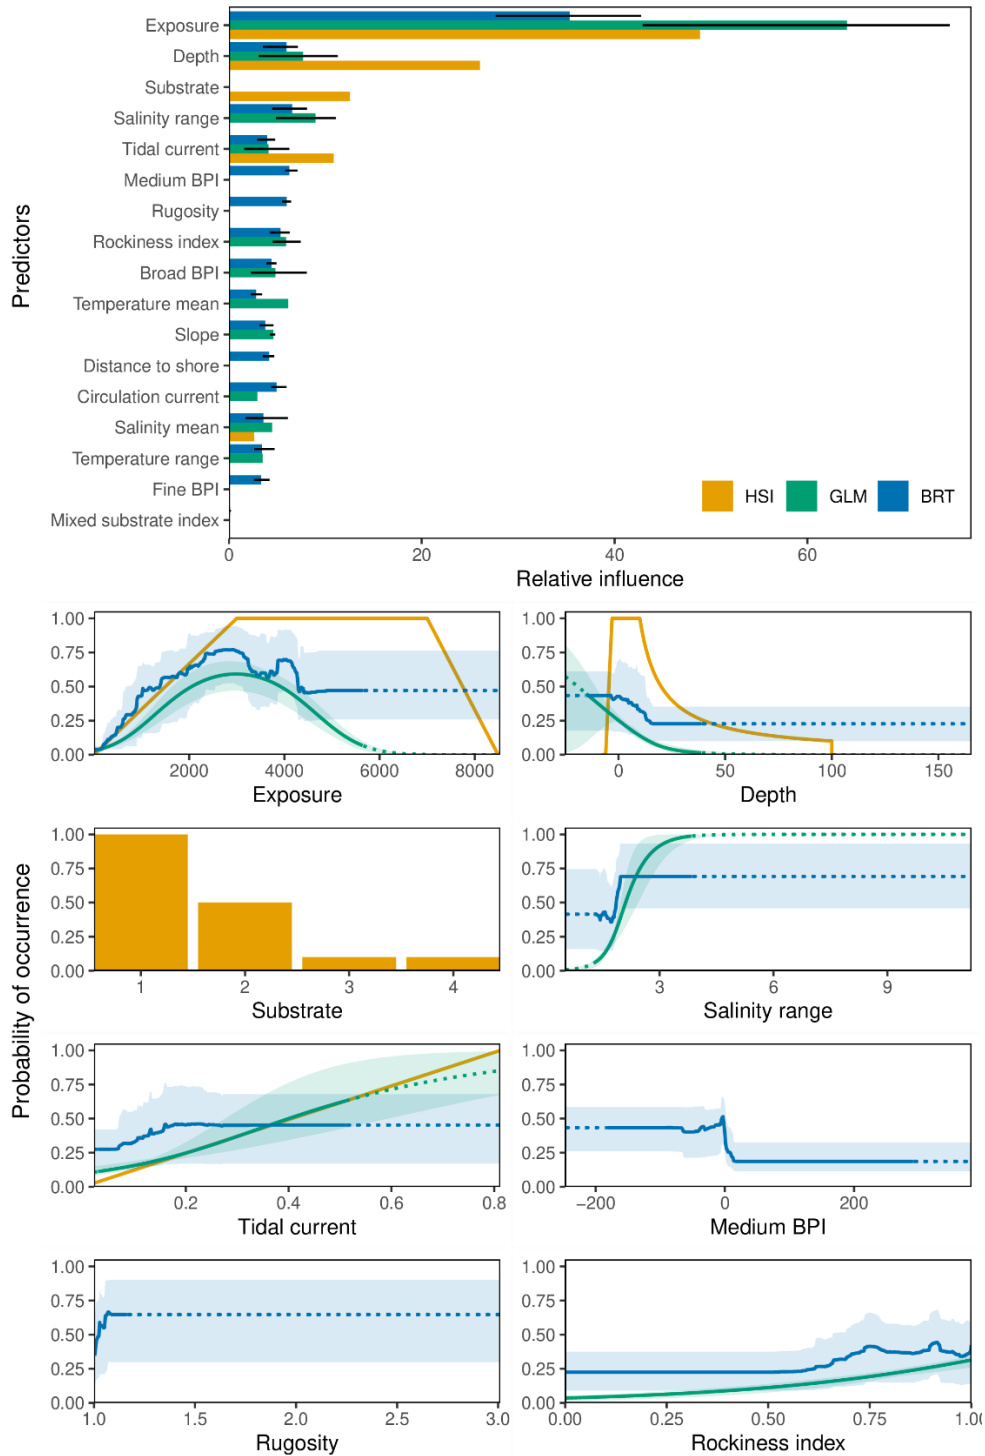 Predictors
Exposure
Depth
Substrate
Salinity range
Tidal current
Medium BPI
Rugosity
Rockiness index
Broad BPI
Temperature mean
Slope
Distance to shore
Circulation current
Salinity mean
Temperature range
Fine BPI
Mixed substrate index
HSI GLM BRT
0 20 40 60
Relative influence
Probability of occurrence
1.00
0.75
0.50
0.25
0.00
2000 4000 6000 8000
Exposure
1.00
0.75
0.50
0.25
0.00
0 50 100 150
Depth
1.00
0.75
0.50
0.25
0.00
1 2 3 4
Substrate
1.00
0.75
0.50
0.25
0.00
3 6 9
Salinity range
1.00
0.75
0.50
0.25
0.00
0.2 0.4 0.6 0.8
Tidal current
1.00
0.75
0.50
0.25
0.00
−200 0 200
Medium BPI
1.00
0.75
0.50
0.25
0.00
1.0 1.5 2.0 2.5 3.0
Rugosity
1.00
0.75
0.50
0.25
0.00
0.00 0.25 0.50 0.75 1.00
Rockiness index